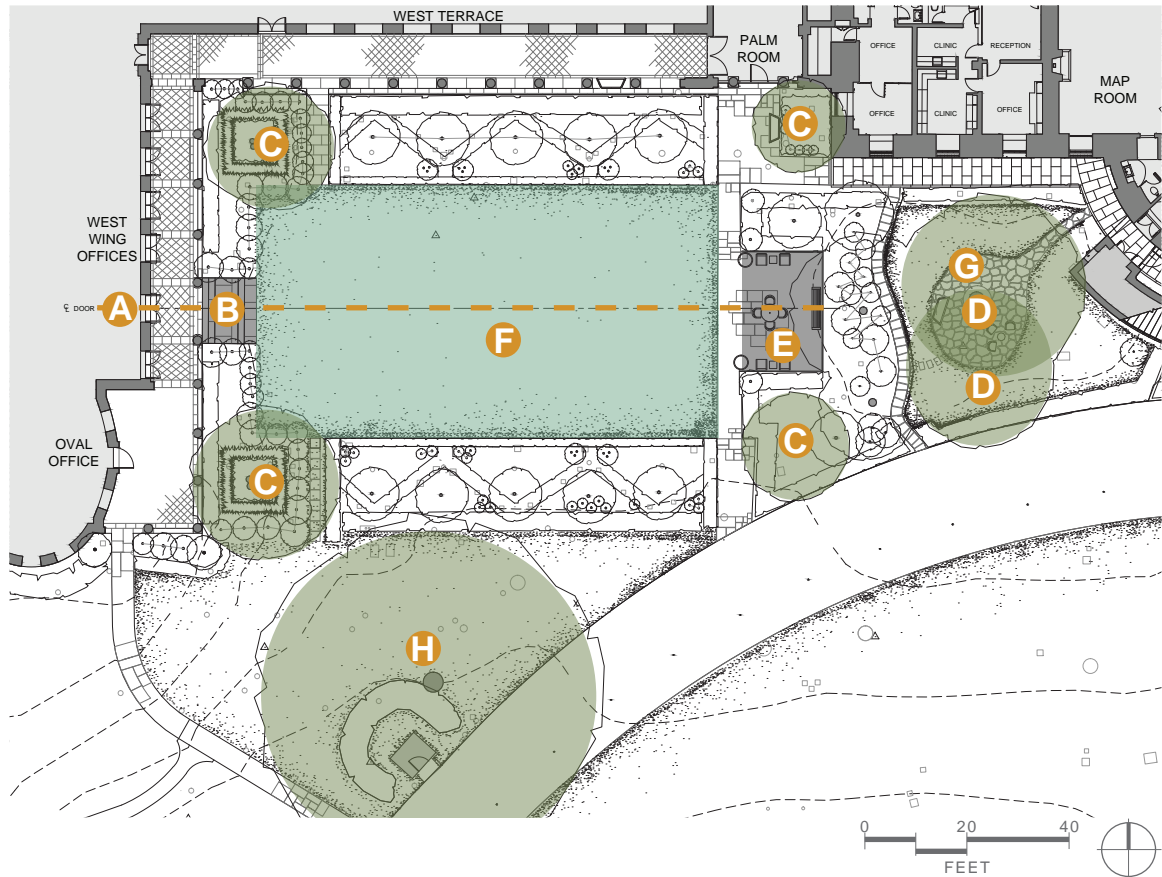 WEST TERRACE
PALM
ROOM
OFFICE
CLINIC
RECEPTION
MAP
ROOM
OFFICE
CLINIC
OFFICE
C
C
WEST
WING
OFFICES
G
℄ DOOR
A
B
D
F
E
D
OVAL
OFFICE
C
C
H
0
20
40
FEET